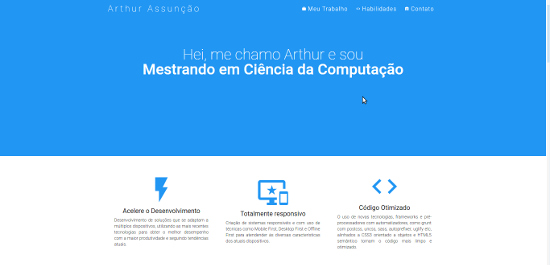 Arthur Assunção
Meu Trabalho
Habilidades
Contato
Hei, me chamo Arthur e sou
Mestrando em Ciência da Computação
Acelere o Desenvolvimento
Desenvolvimento de soluções que se adaptam a
múltiplos dispositivos, utilizando as mais recentes
tecnologias para obter o melhor desempenho
com a maior produtividade e seguindo tendências
atuais.
Totalmente responsivo
Criação de sistemas responsivos e com uso de
técnicas como Mobile First, Desktop First e Offline
First para atenderem as diversas características
dos atuais dispositivos.
Código Otimizado
O uso de novas tecnologias, frameworks e pré-
processadores com automatizadores, como grunt
com postcss, uncss, sass, autoprefixer, uglify etc,
alinhados a CSS3 orientado a objetos e HTML5
semântico tornam o código mais limpo e
otimizado.